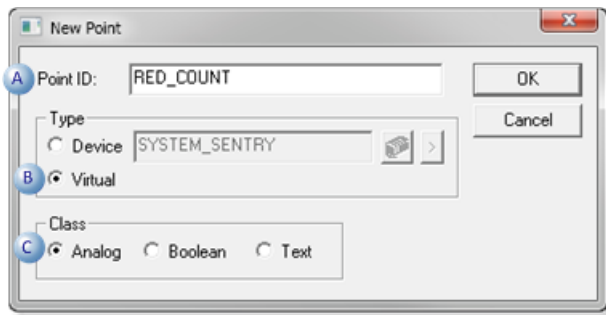 New Point
A Point ID: RED_COUNT OK
Type Cancel
Device SYSTEM_SENTRY >
B Virtual
Class
C Analog Boolean Text